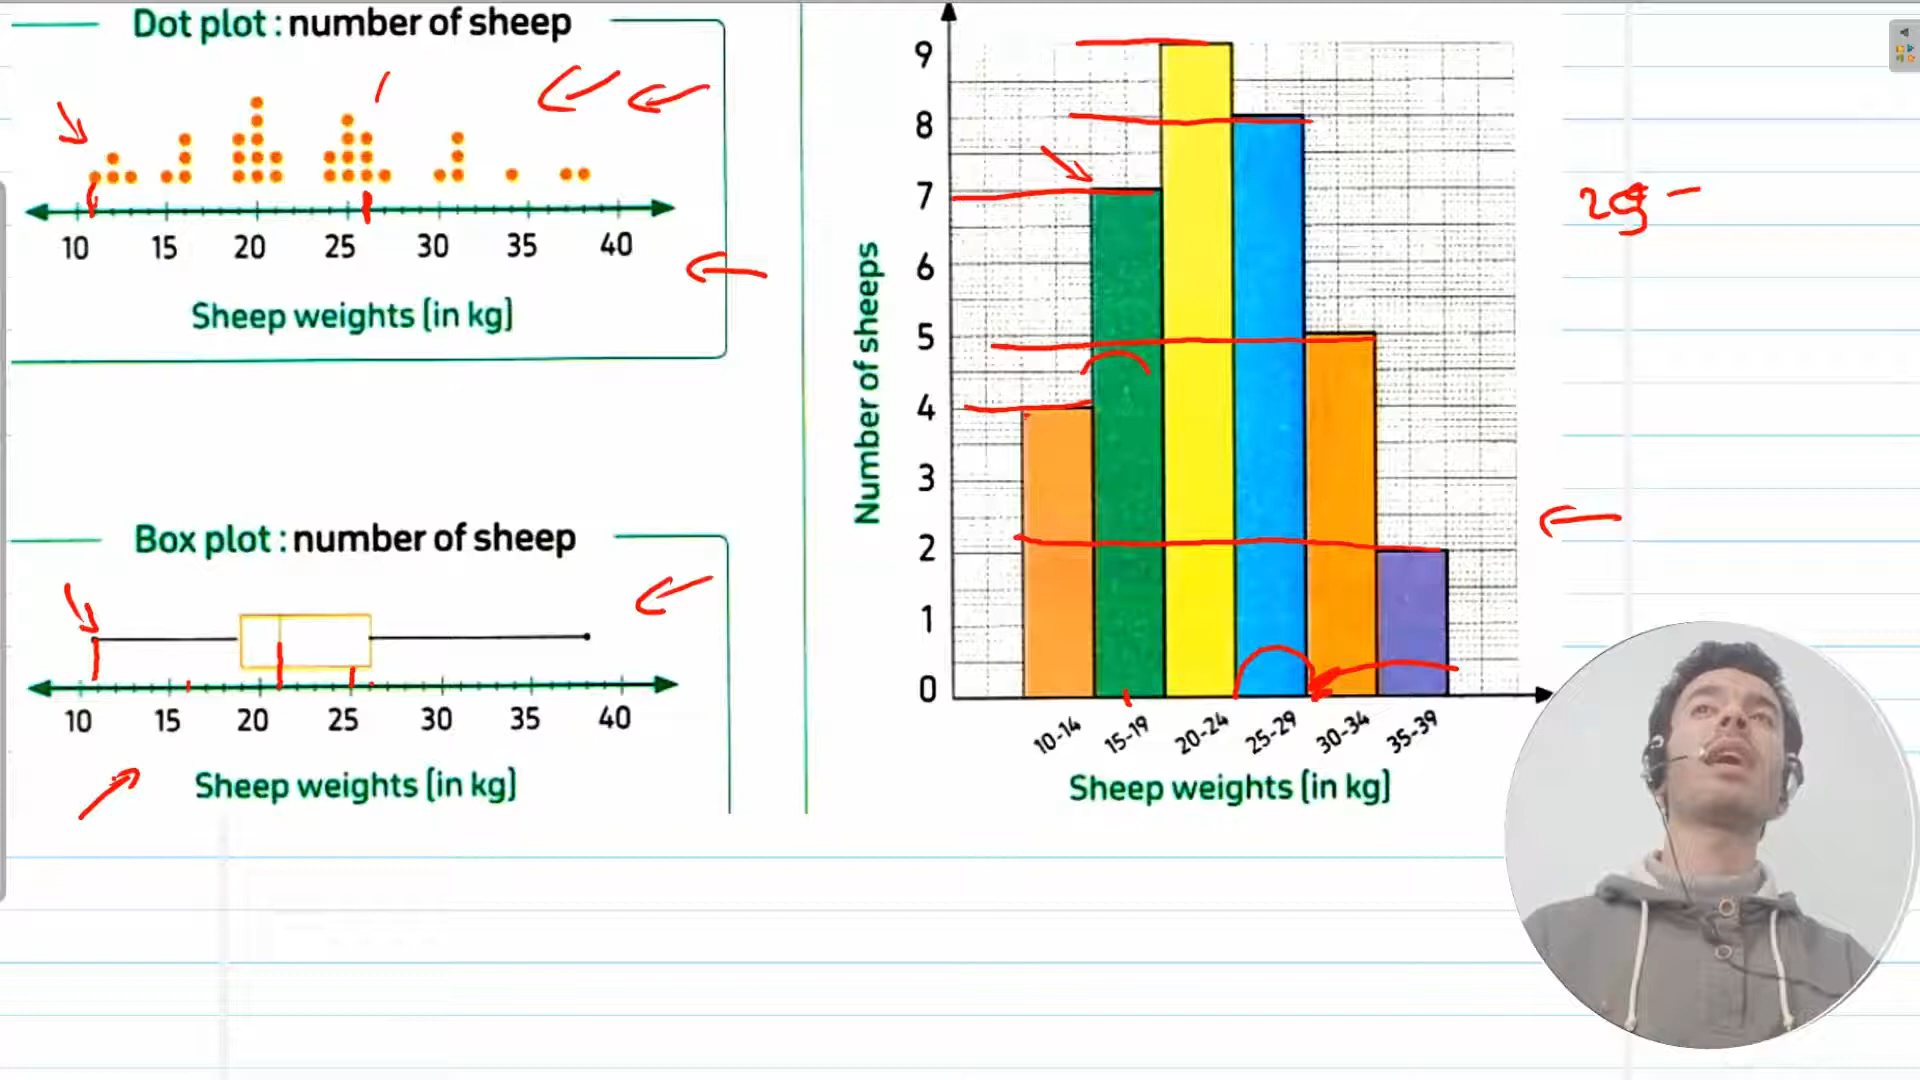 Dot plot : number of sheep
10 15 20 25 30 35 40
Sheep weights (in kg)
Box plot : number of sheep
10 15 20 25 30 35 40
Sheep weights (in kg)
Number of sheeps
9
8
7
6
5
4
3
2
1
0
10-14 15-19 20-24 25-29 30-34 35-39
Sheep weights (in kg)